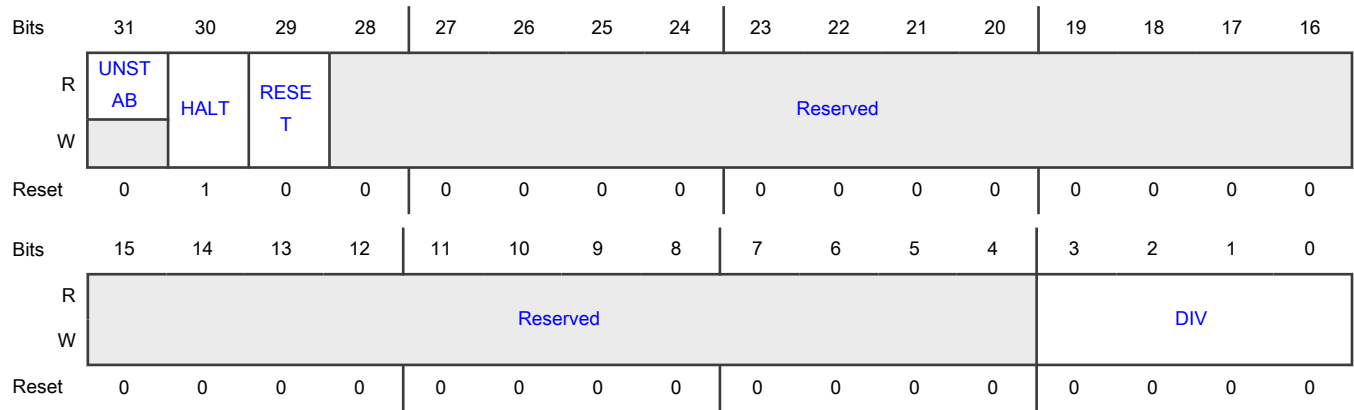 Bits 31 30 29 28 27 26 25 24 23 22 21 20 19 18 17 16
R UNST
AB HALT RESE
T Reserved
W
Reset 0 1 0 0 0 0 0 0 0 0 0 0 0 0 0 0
Bits 15 14 13 12 11 10 9 8 7 6 5 4 3 2 1 0
R Reserved DIV
W
Reset 0 0 0 0 0 0 0 0 0 0 0 0 0 0 0 0